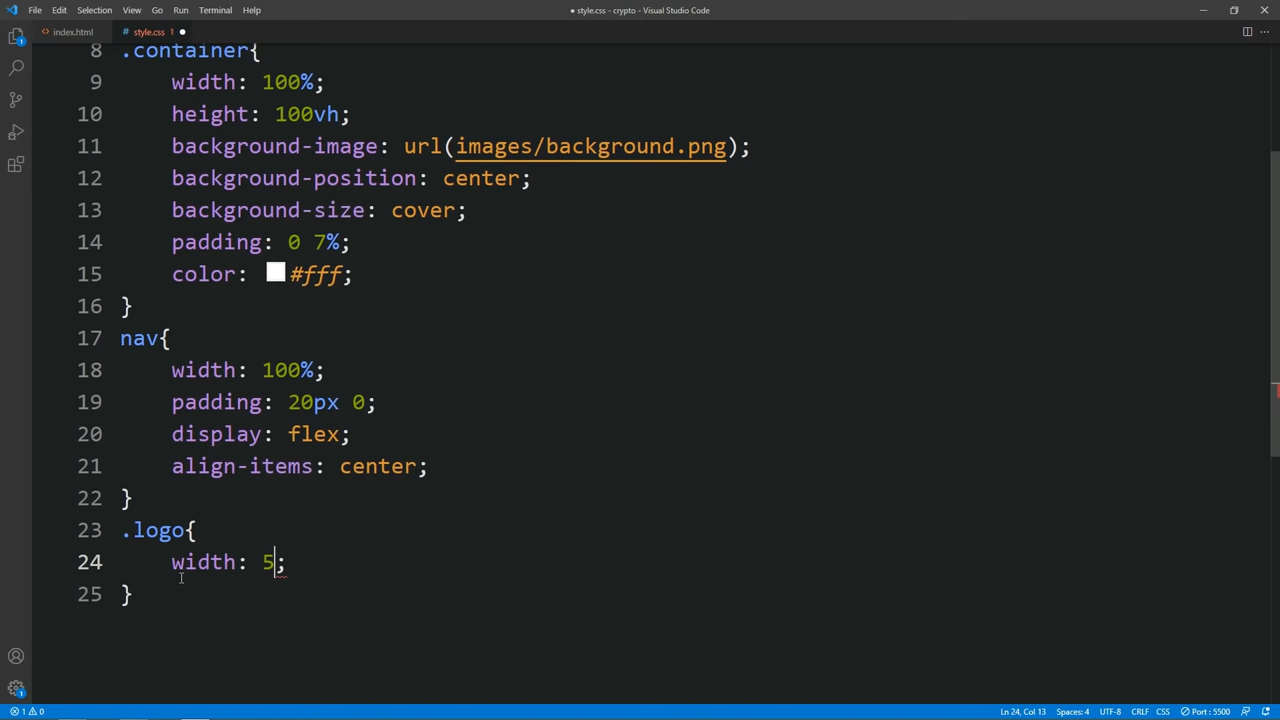 File Edit Selection View Go Run Terminal Help ● style.css - crypto - Visual Studio Code
index.html # style.css 1 ●
8 .container{
9 width: 100%;
10 height: 100vh;
11 background-image: url(images/background.png);
12 background-position: center;
13 background-size: cover;
14 padding: 0 7%;
15 color: #fff;
16 }
17 nav{
18 width: 100%;
19 padding: 20px 0;
20 display: flex;
21 align-items: center;
22 }
23 .logo{
24 width: 5;
25 }
1
1
1 0 Ln 24, Col 13 Spaces: 4 UTF-8 CRLF CSS Port : 5500